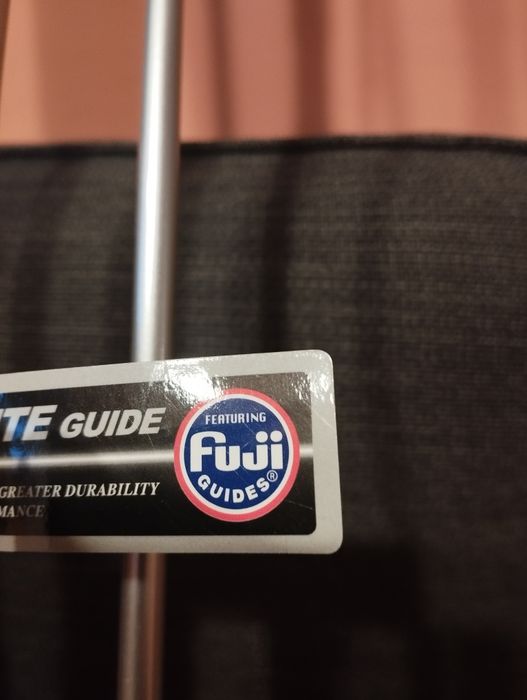 TE GUIDE
GREATER DURABILITY
MANCE
FEATURING
Fuji
GUIDES®